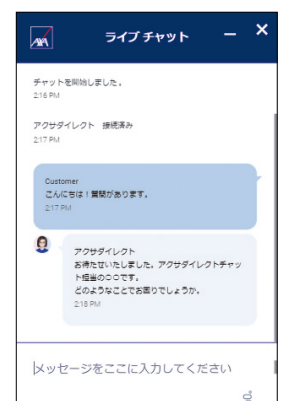 AXA
ライブ チャット
チャットを開始しました。
2:16 PM
アクサダイレクト 接続済み
2:17 PM
Customer
こんにちは！質問があります。
2:17 PM
アクサダイレクト
お待たせいたしました。アクサダイレクトチャッ
ト担当の〇〇です。
どのようなことでお困りでしょうか。
2:18 PM
メッセージをここに入力してください